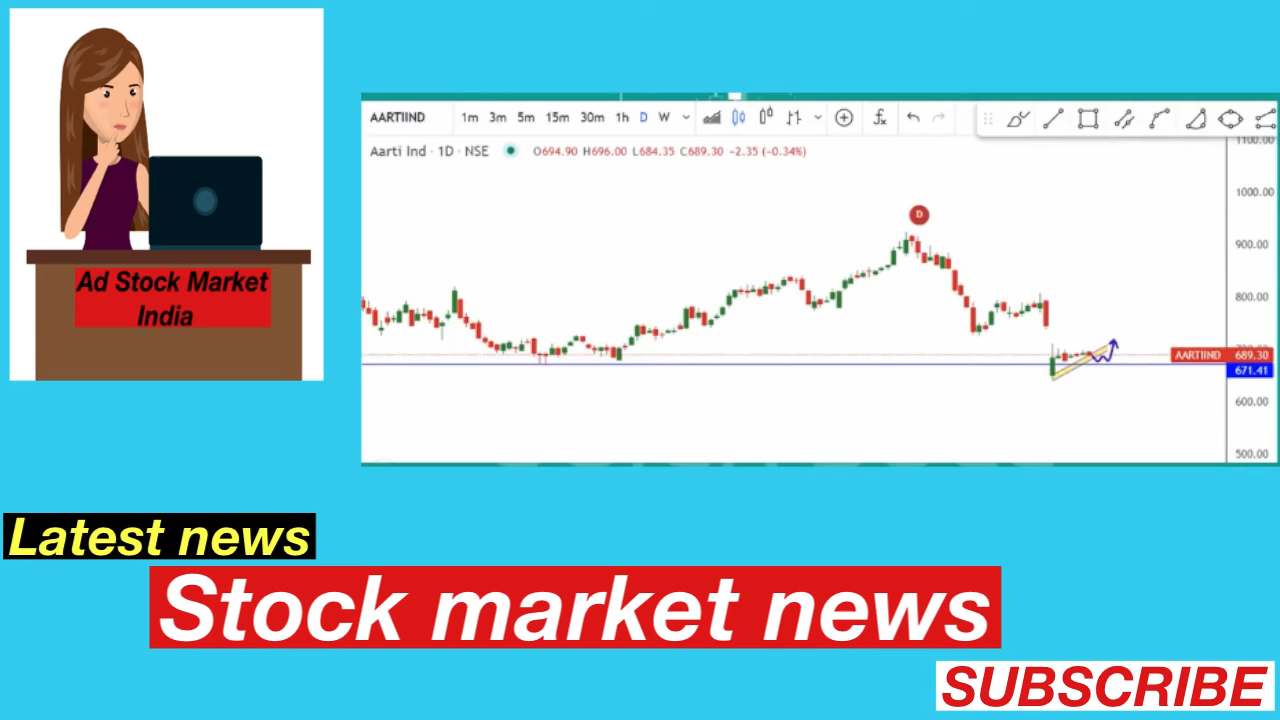 Ad Stock Market
India
AARTIIND 1m 3m 5m 15m 30m 1h D W
Aarti Ind · 1D · NSE O694.90 H696.00 L684.35 C689.30 −2.35 (−0.34%)
1100.00
1000.00
D
900.00
800.00
AARTIIND 689.30
671.41
600.00
500.00
Latest news
Stock market news
SUBSCRIBE